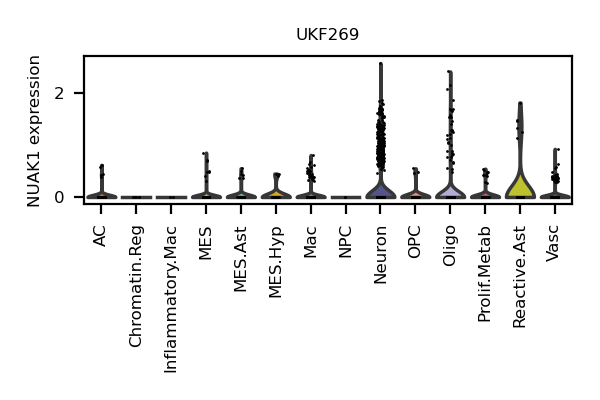 UKF269
NUAK1 expression
2
0
AC
Chromatin.Reg
Inflammatory.Mac
MES
MES.Ast
MES.Hyp
Mac
NPC
Neuron
OPC
Oligo
Prolif.Metab
Reactive.Ast
Vasc